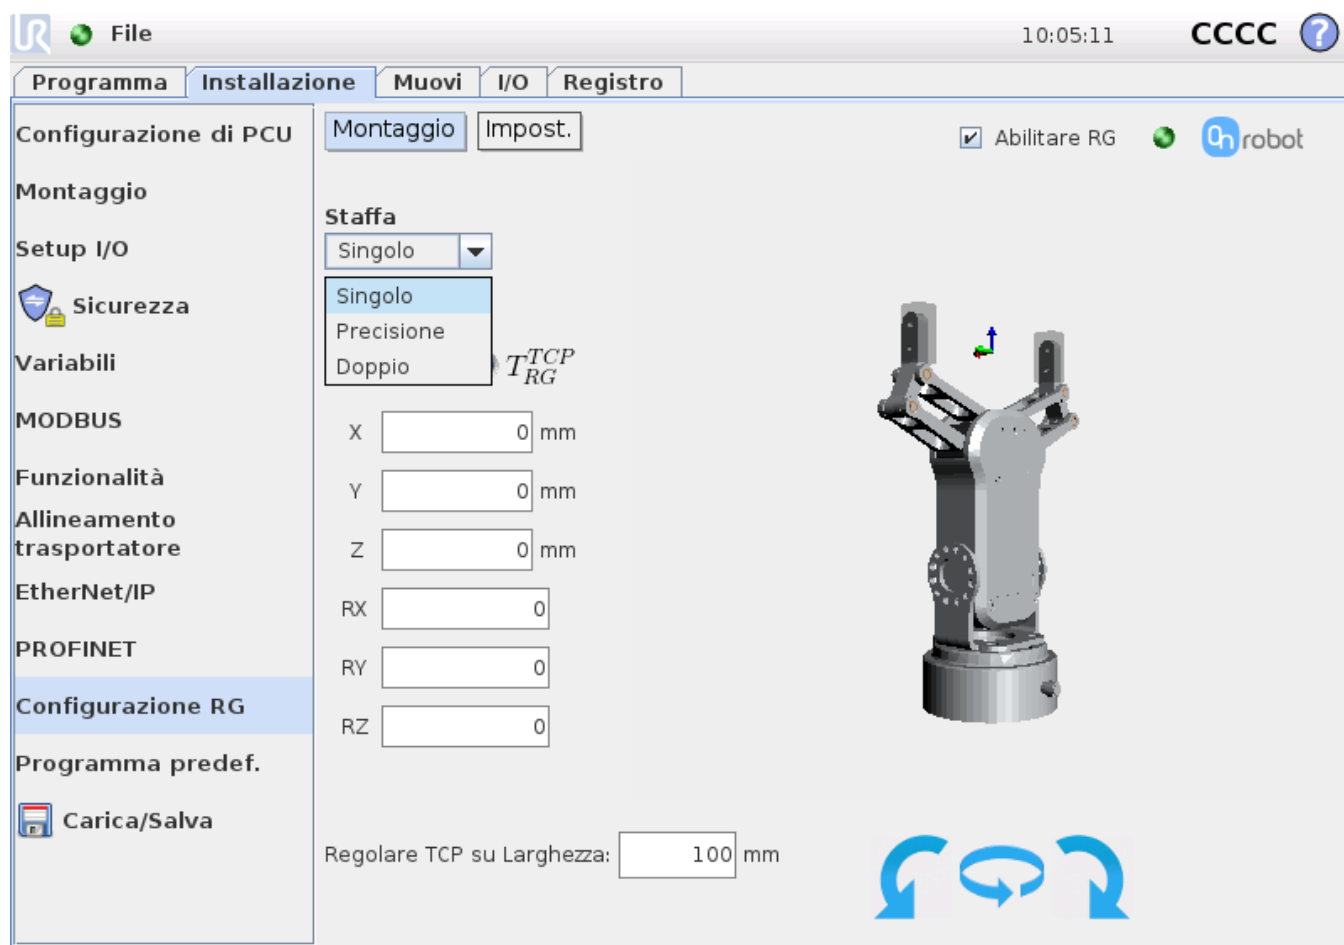 UR File 10:05:11 CCCC ?
Programma Installazione Muovi I/O Registro
Configurazione di PCU
Montaggio
Setup I/O
Sicurezza
Variabili
MODBUS
Funzionalità
Allineamento
trasportatore
EtherNet/IP
PROFINET
Configurazione RG
Programma predef.
Carica/Salva
Montaggio Impost.
Abilitare RG On robot
Staffa
Singolo
Singolo
Precisione
Doppio
T_{RG}^{TCP}
X 0 mm
Y 0 mm
Z 0 mm
RX 0
RY 0
RZ 0
Regolare TCP su Larghezza: 100 mm